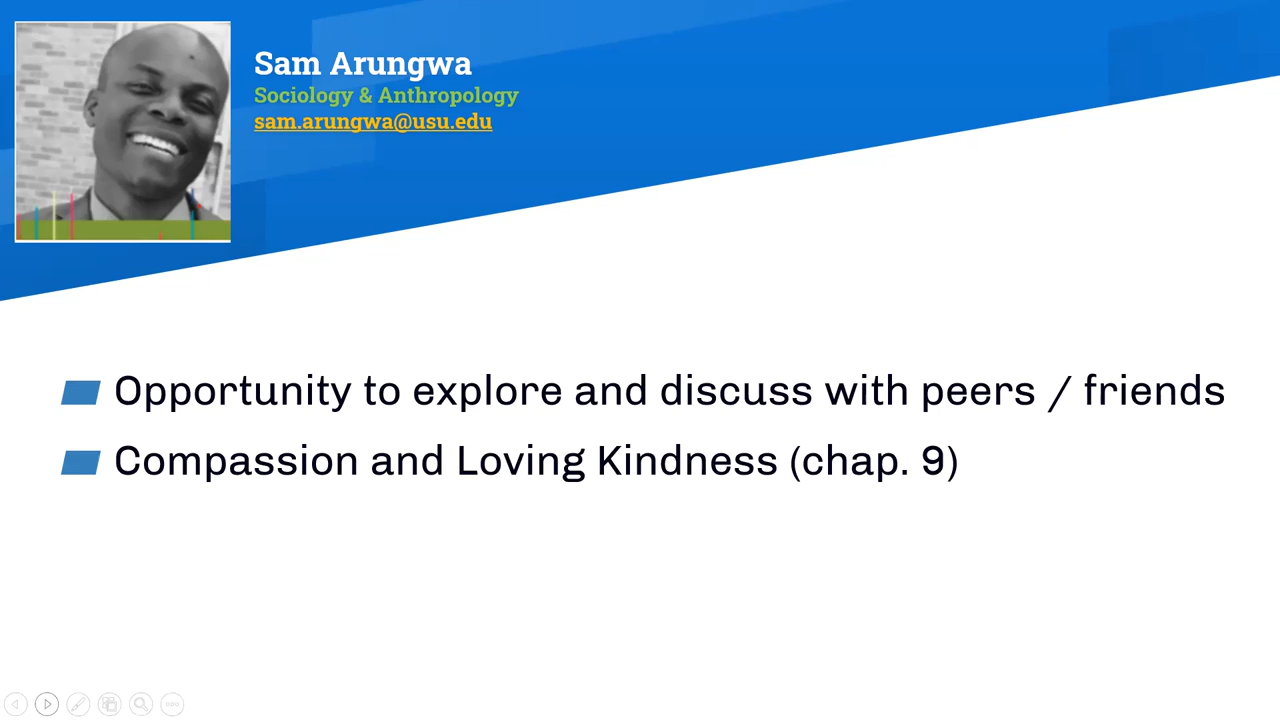 Sam Arungwa
Sociology & Anthropology
sam.arungwa@usu.edu
Opportunity to explore and discuss with peers / friends
Compassion and Loving Kindness (chap. 9)